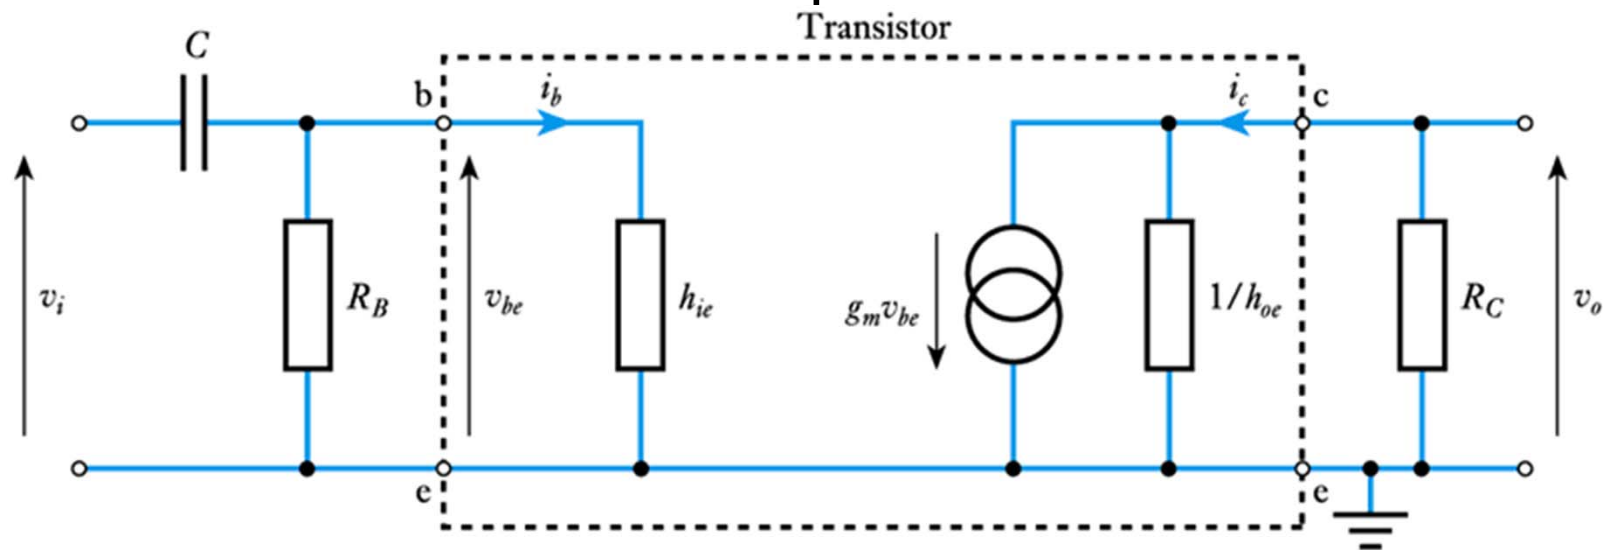 Transistor
C
b
i_b
i_c
c
v_i
R_B
v_be
h_ie
g_m v_be
1/h_oe
R_C
v_o
e
e